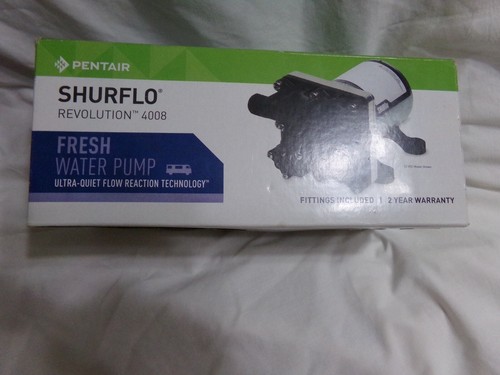 PENTAIR
SHURFLO®
REVOLUTION™ 4008
FRESH
WATER PUMP
ULTRA-QUIET FLOW REACTION TECHNOLOGY™
FITTINGS INCLUDED | 2 YEAR WARRANTY